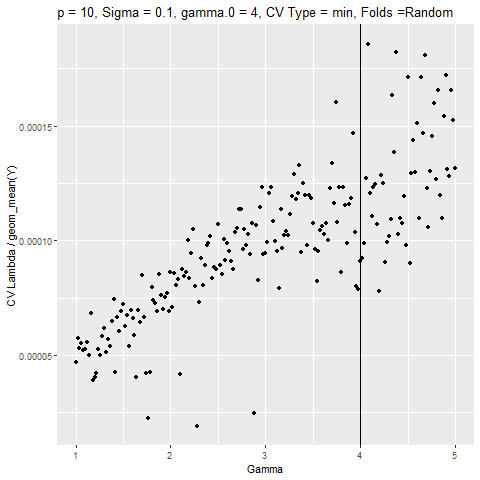 p = 10, Sigma = 0.1, gamma.0 = 4, CV Type = min, Folds =Random
CV Lambda / geom_mean(Y)
0.00015
0.00010
0.00005
1 2 3 4 5
Gamma